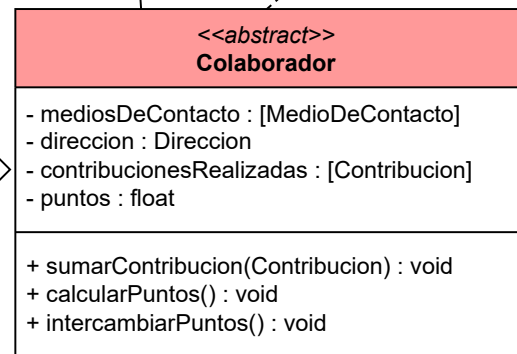 <<abstract>>
Colaborador
- mediosDeContacto : [MedioDeContacto]
- direccion : Direccion
- contribucionesRealizadas : [Contribucion]
- puntos : float
+ sumarContribucion(Contribucion) : void
+ calcularPuntos() : void
+ intercambiarPuntos() : void